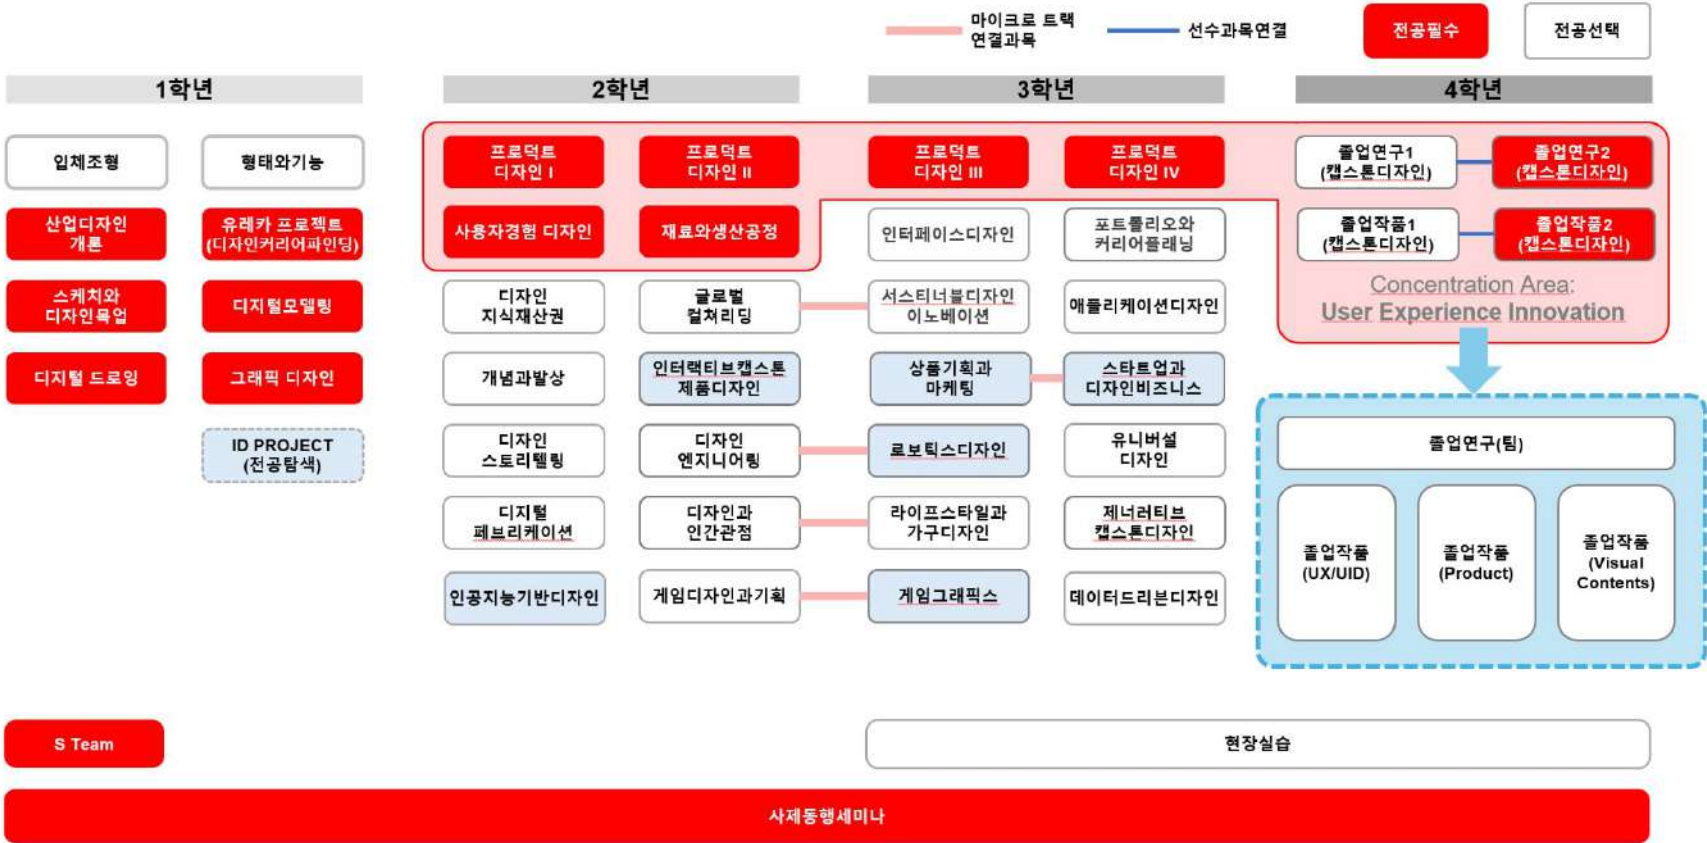 마이크로 트랙
연결과목
선수과목연결
전공필수
전공선택
1학년
2학년
3학년
4학년
입체조형
형태와기능
프로덕트
디자인 I
프로덕트
디자인 II
프로덕트
디자인 III
프로덕트
디자인 IV
졸업연구1
(캡스톤디자인)
졸업연구2
(캡스톤디자인)
산업디자인
개론
유레카 프로젝트
(디자인커리어파인딩)
사용자경험 디자인
재료와생산공정
인터페이스디자인
포트폴리오와
커리어플래닝
졸업작품1
(캡스톤디자인)
졸업작품2
(캡스톤디자인)
스케치와
디자인목업
디지털모델링
디자인
지식재산권
글로벌
컬쳐리딩
서스티너블디자인
이노베이션
애플리케이션디자인
Concentration Area:
User Experience Innovation
디지털 드로잉
그래픽 디자인
개념과발상
인터랙티브캡스톤
제품디자인
상품기획과
마케팅
스타트업과
디자인비즈니스
ID PROJECT
(전공탐색)
디자인
스토리텔링
디자인
엔지니어링
로보틱스디자인
유니버설
디자인
졸업연구(팀)
디지털
페브리케이션
디자인과
인간관점
라이프스타일과
가구디자인
제너러티브
캡스톤디자인
졸업작품
(UX/UID)
졸업작품
(Product)
졸업작품
(Visual
Contents)
인공지능기반디자인
게임디자인과기획
게임그래픽스
데이터드리븐디자인
S Team
현장실습
사제동행세미나